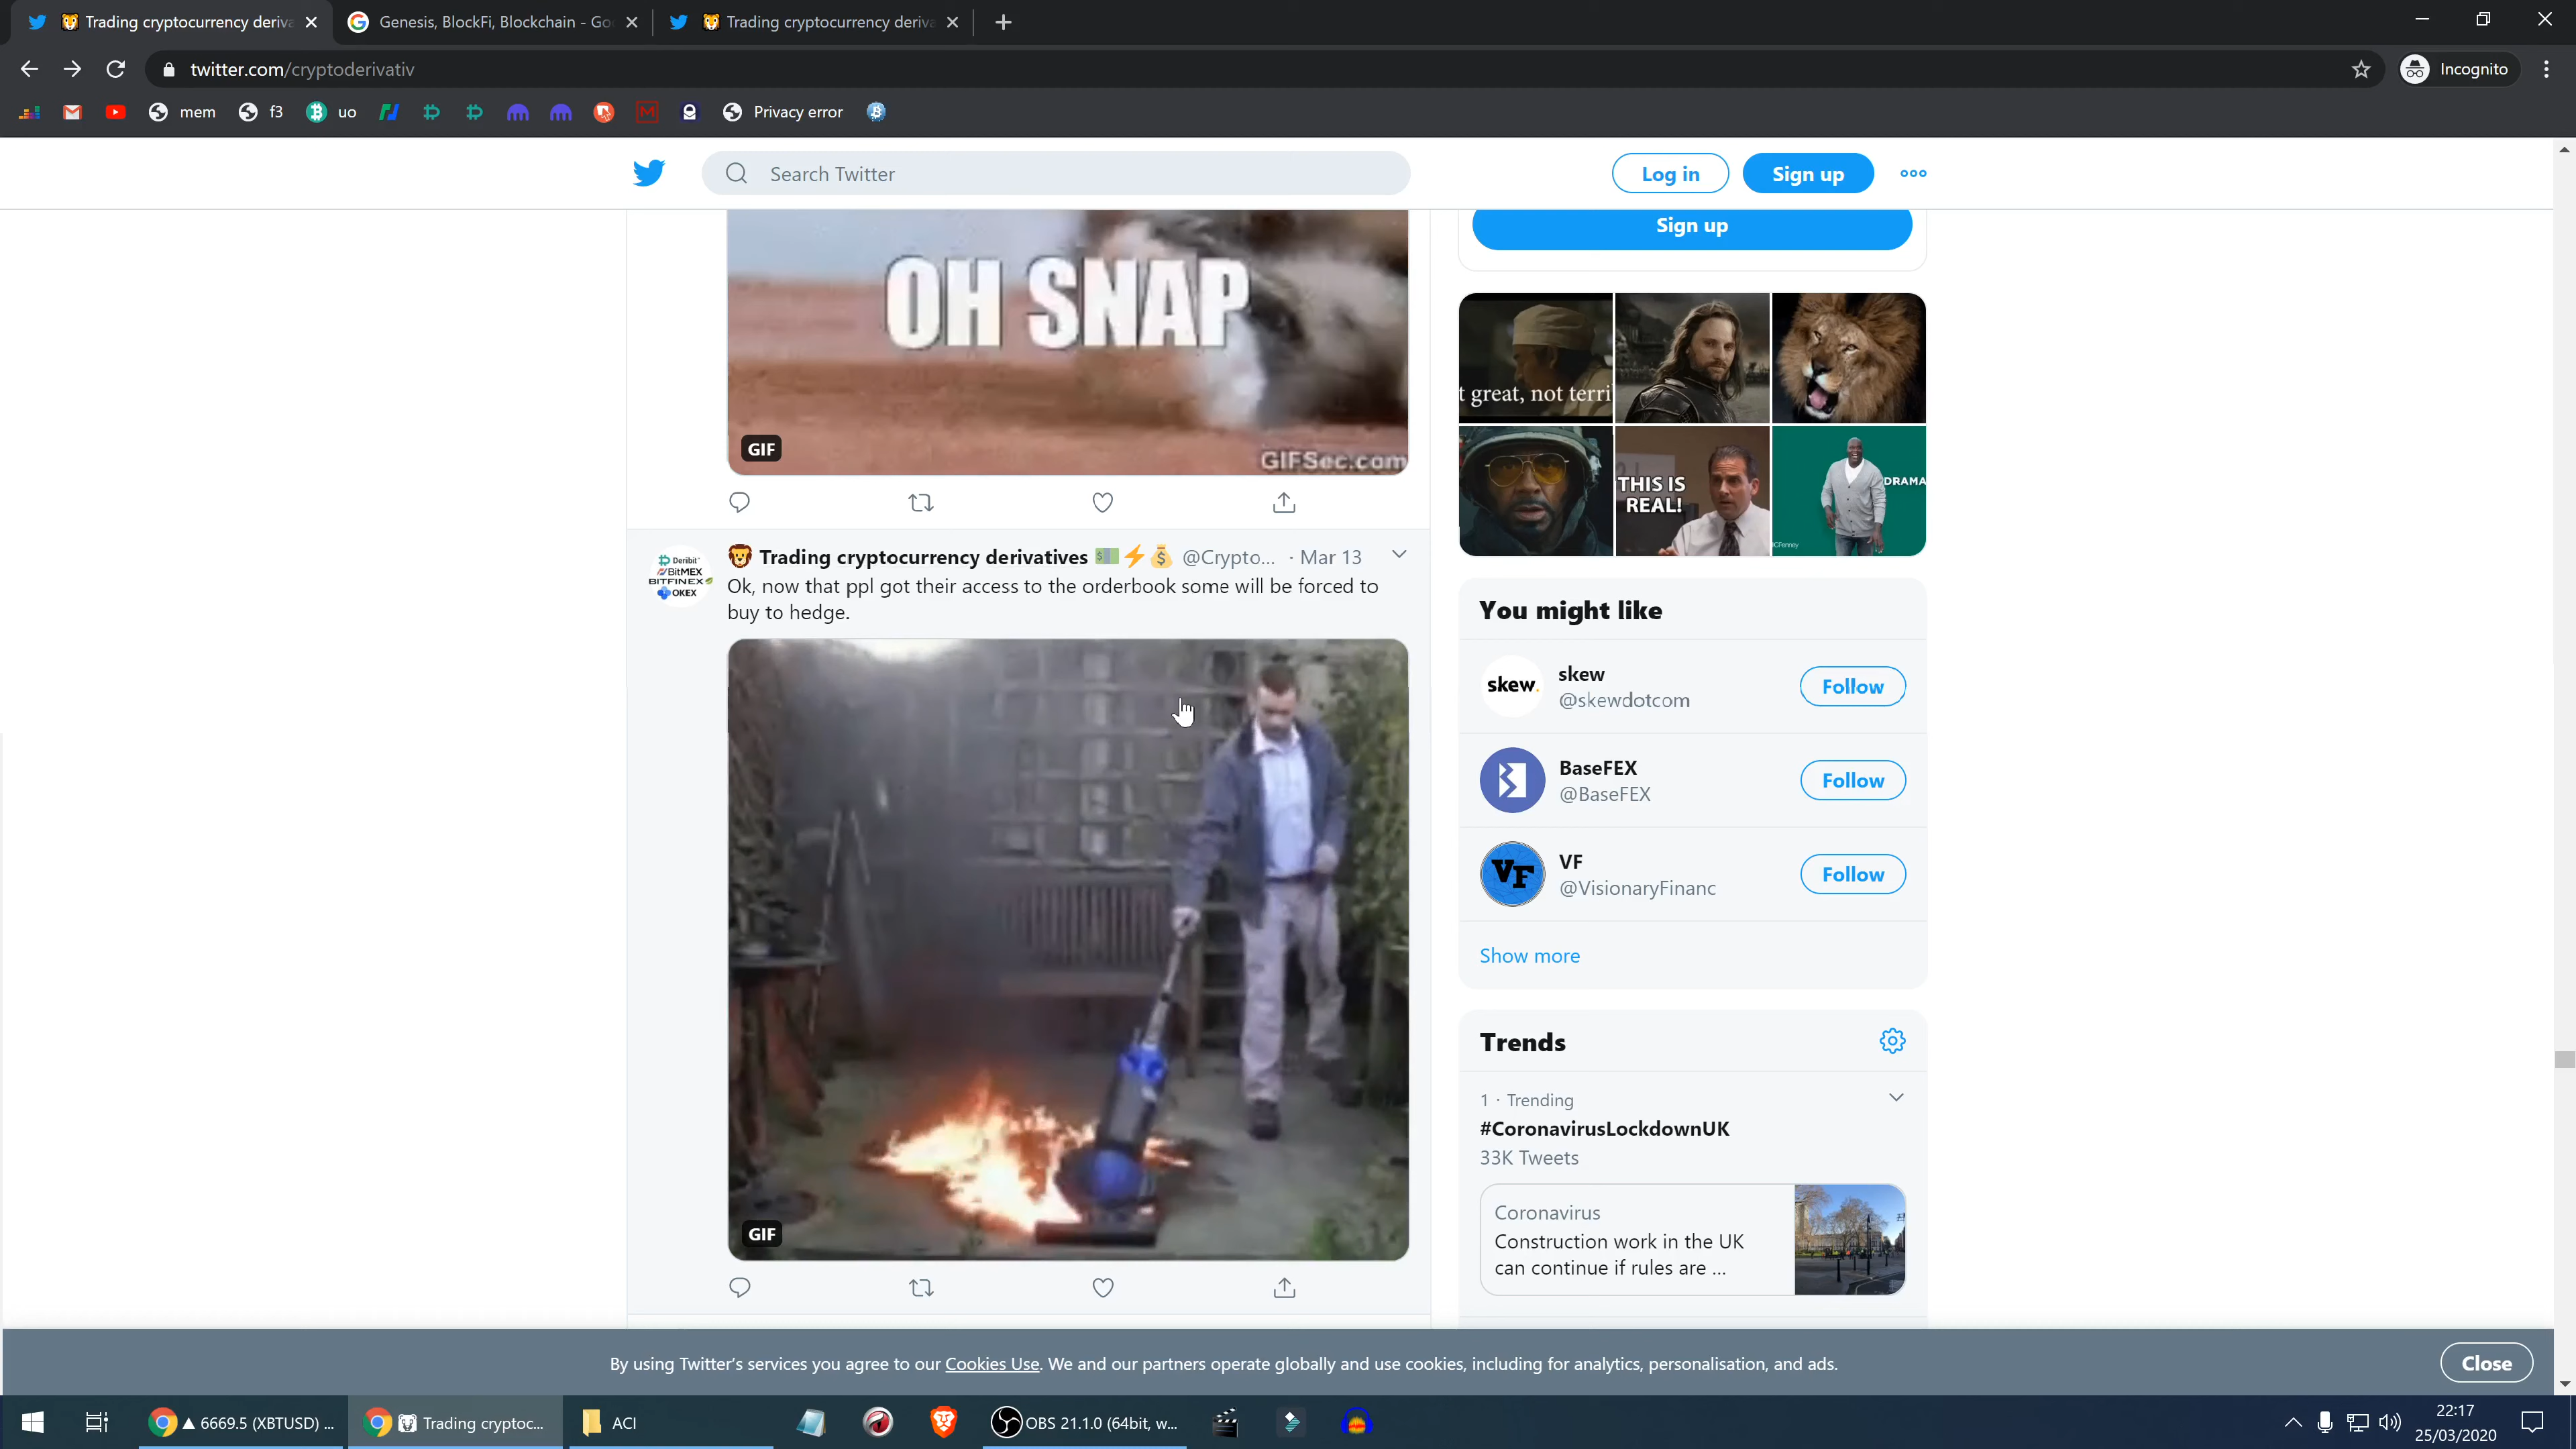 🦁 Trading cryptocurrency deriva
Genesis, BlockFi, Blockchain - Go
🦁 Trading cryptocurrency deriva
twitter.com/cryptoderivativ
Incognito
mem
f3
uo
Privacy error
Search Twitter
Log in
Sign up
Sign up
OH SNAP
GIF
GIFSec.com
t great, not terri
THIS IS
REAL!
DRAMA
JCPenney
Deribit
BitMEX
BITFINEX
OKEX
🦁 Trading cryptocurrency derivatives 💵⚡💰 @Crypto... · Mar 13
Ok, now that ppl got their access to the orderbook some will be forced to
buy to hedge.
GIF
You might like
skew.
skew
@skewdotcom
Follow
BaseFEX
@BaseFEX
Follow
VF
VF
@VisionaryFinanc
Follow
Show more
Trends
1 · Trending
#CoronavirusLockdownUK
33K Tweets
Coronavirus
Construction work in the UK
can continue if rules are ...
By using Twitter's services you agree to our Cookies Use. We and our partners operate globally and use cookies, including for analytics, personalisation, and ads.
Close
▲ 6669.5 (XBTUSD) ...
Trading cryptoc...
ACI
OBS 21.1.0 (64bit, w...
22:17
25/03/2020